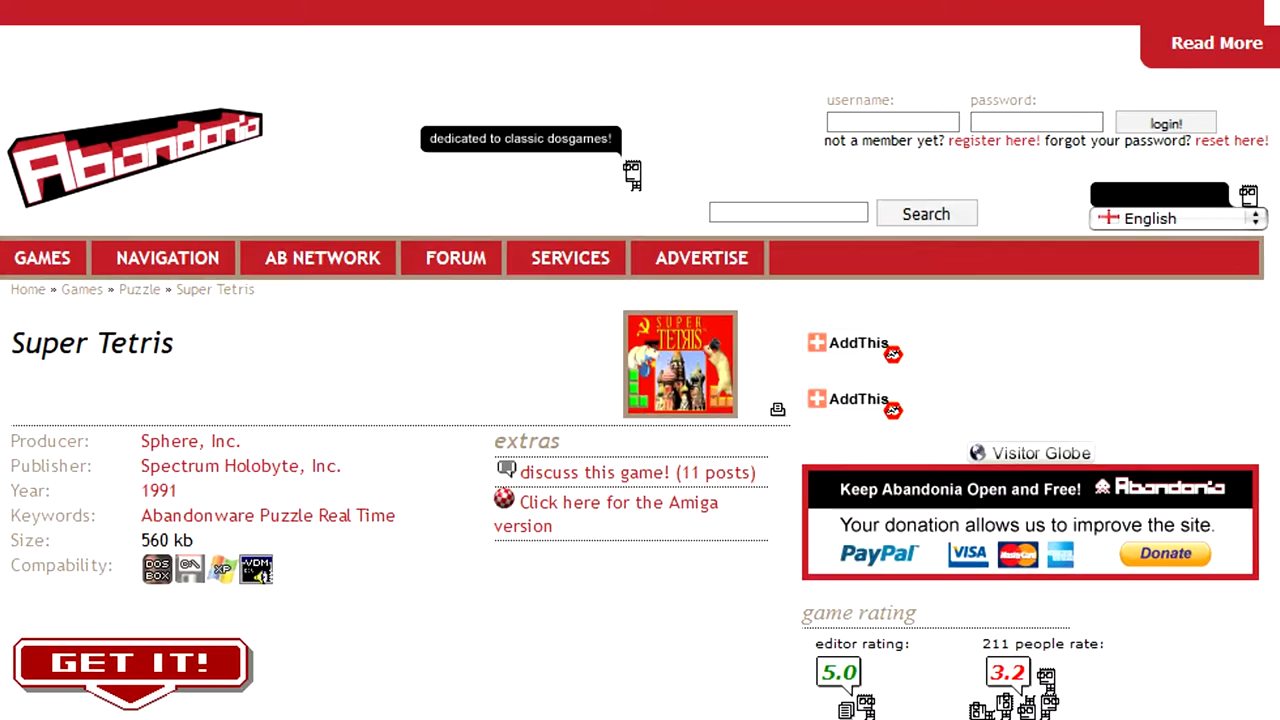 Read More
Abandonia
dedicated to classic dosgames!
username:
password:
login!
not a member yet? register here! forgot your password? reset here!
Search
English
GAMES
NAVIGATION
AB NETWORK
FORUM
SERVICES
ADVERTISE
Home » Games » Puzzle » Super Tetris
Super Tetris
SUPER
TETRIS
AddThis
AddThis
Producer: Sphere, Inc.
Publisher: Spectrum Holobyte, Inc.
Year: 1991
Keywords: Abandonware Puzzle Real Time
Size: 560 kb
Compability:
DOS
BOX
XP
VDM
extras
discuss this game! (11 posts)
Click here for the Amiga
version
Visitor Globe
Keep Abandonia Open and Free! Abandonia
Your donation allows us to improve the site.
PayPal VISA MasterCard Donate
game rating
editor rating:
211 people rate:
5.0
3.2
GET IT!